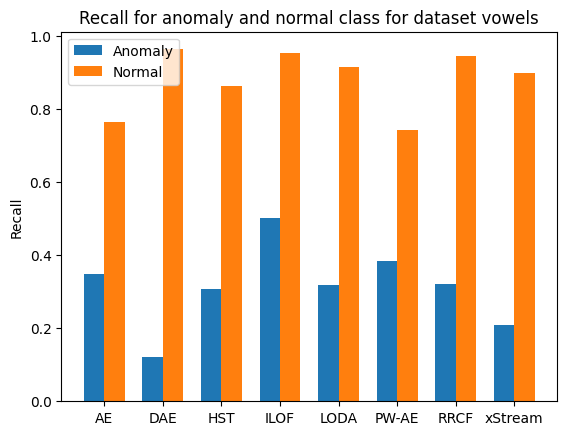 Recall for anomaly and normal class for dataset vowels
Anomaly
Normal
Recall
1.0
0.8
0.6
0.4
0.2
0.0
AE DAE HST ILOF LODA PW-AE RRCF xStream